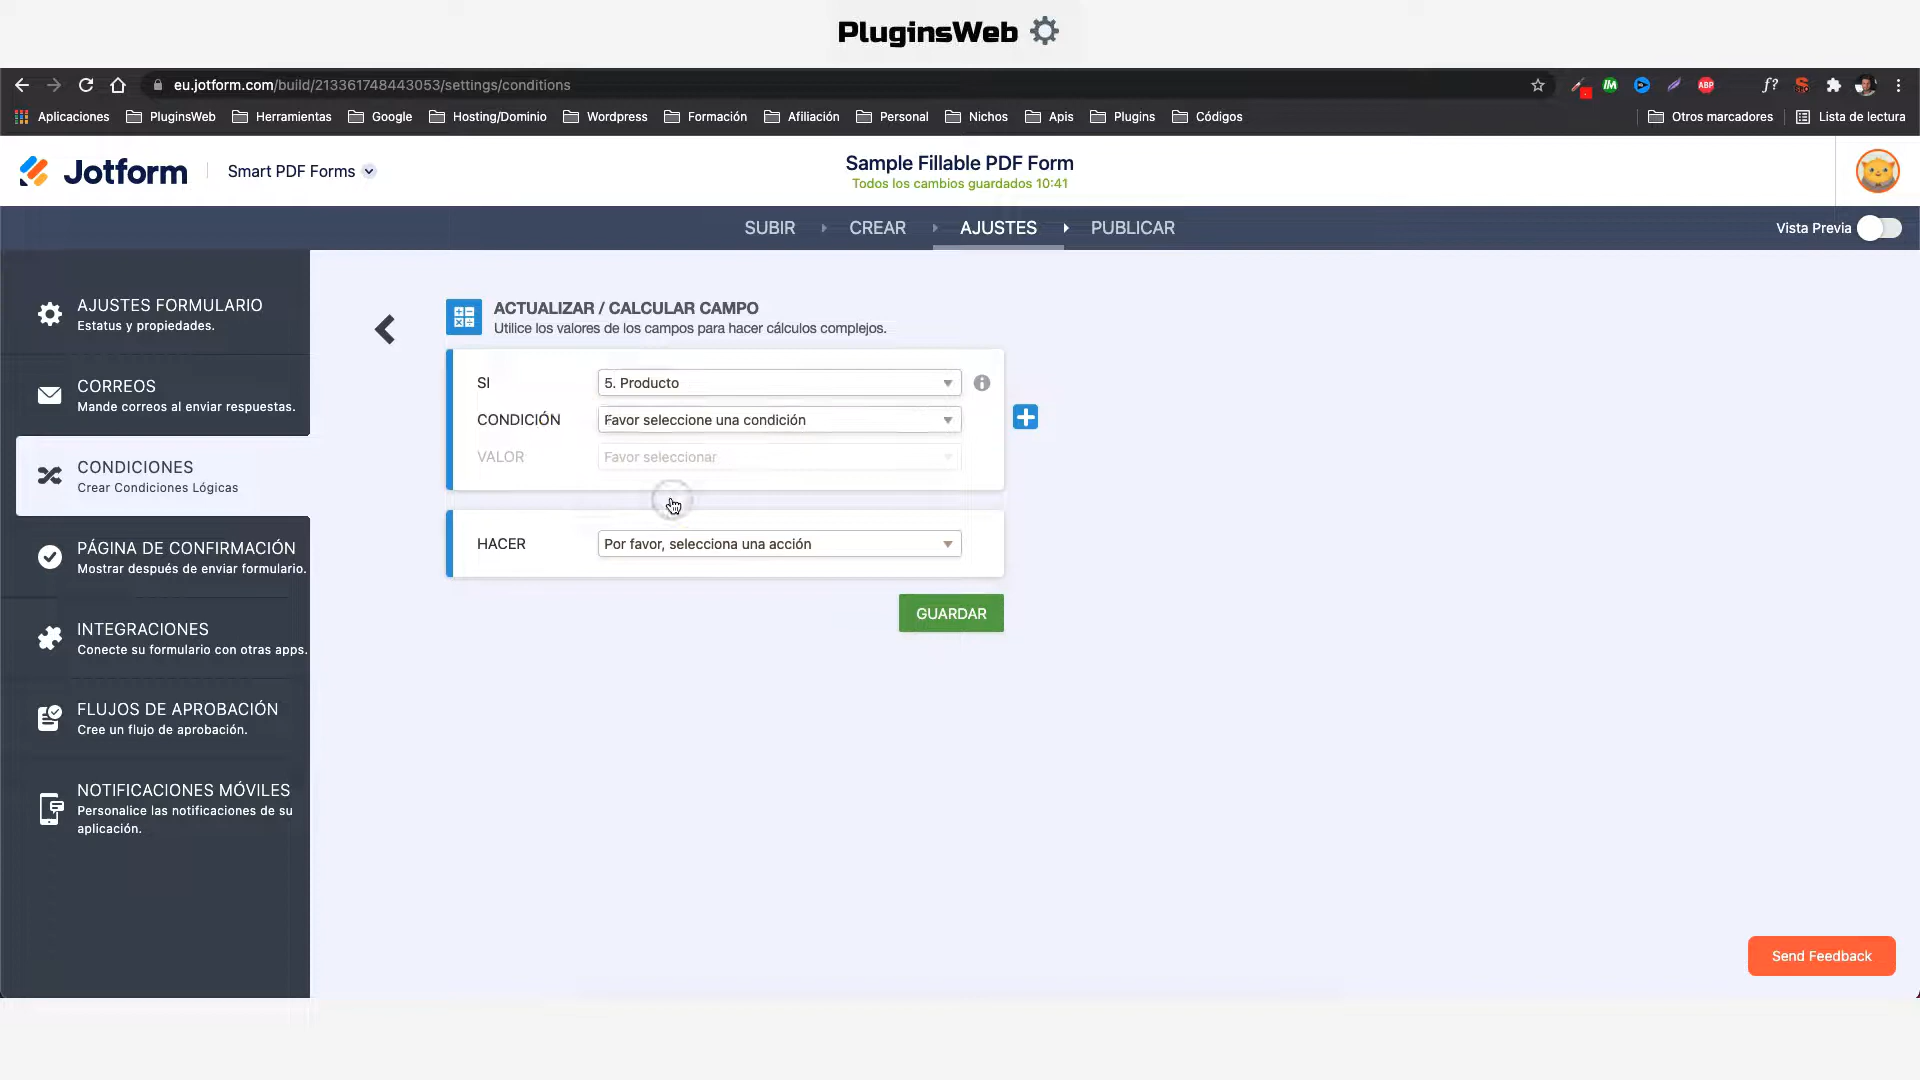 PluginsWeb
eu.jotform.com/build/213361748443053/settings/conditions
Aplicaciones PluginsWeb Herramientas Google Hosting/Dominio Wordpress Formación Afiliación Personal Nichos Apis Plugins Códigos Otros marcadores Lista de lectura
Jotform
Smart PDF Forms
Sample Fillable PDF Form
Todos los cambios guardados 10:41
SUBIR CREAR AJUSTES PUBLICAR
Vista Previa
AJUSTES FORMULARIO
Estatus y propiedades.
CORREOS
Mande correos al enviar respuestas.
CONDICIONES
Crear Condiciones Lógicas
PÁGINA DE CONFIRMACIÓN
Mostrar después de enviar formulario.
INTEGRACIONES
Conecte su formulario con otras apps.
FLUJOS DE APROBACIÓN
Cree un flujo de aprobación.
NOTIFICACIONES MÓVILES
Personalice las notificaciones de su
aplicación.
ACTUALIZAR / CALCULAR CAMPO
Utilice los valores de los campos para hacer cálculos complejos.
SI 5. Producto
CONDICIÓN Favor seleccione una condición
VALOR Favor seleccionar
HACER Por favor, selecciona una acción
GUARDAR
Send Feedback